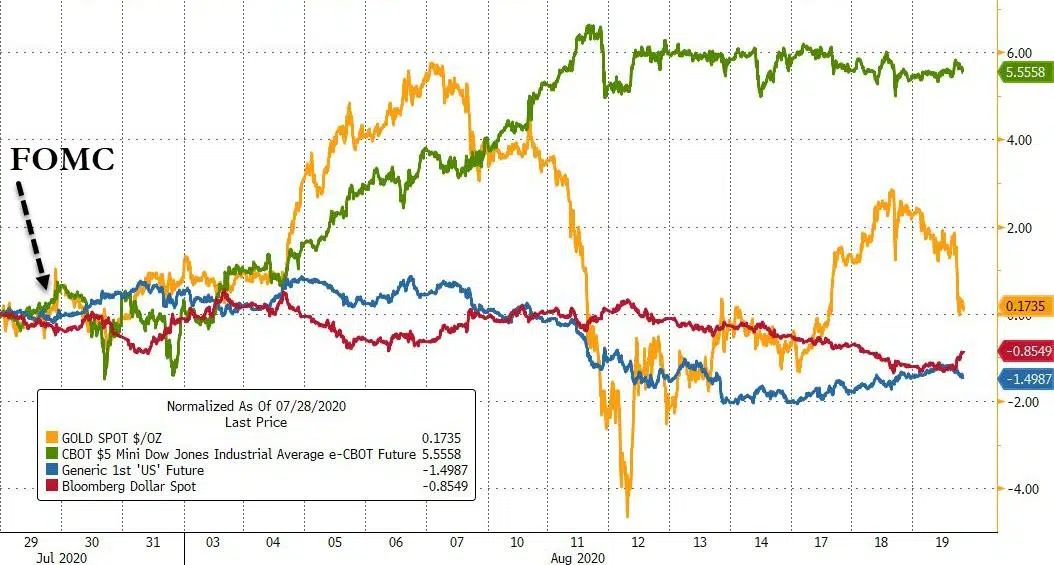 6.00
5.5558
4.00
FOMC
2.00
0.1735
0.00
-0.8549
-1.4987
-2.00
-4.00
Normalized As Of 07/28/2020
Last Price
GOLD SPOT $/OZ 0.1735
CBOT $5 Mini Dow Jones Industrial Average e-CBOT Future 5.5558
Generic 1st 'US' Future -1.4987
Bloomberg Dollar Spot -0.8549
29 30 31 03 04 05 06 07 10 11 12 13 14 17 18 19
Jul 2020 Aug 2020